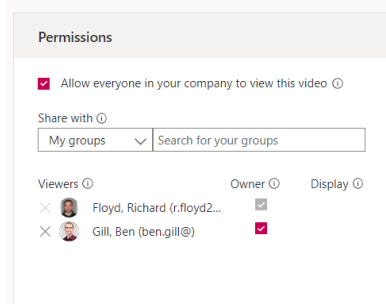 Permissions
Allow everyone in your company to view this video
Share with
My groups Search for your groups
Viewers Owner Display
Floyd, Richard (r.floyd2...
Gill, Ben (ben.gill@)